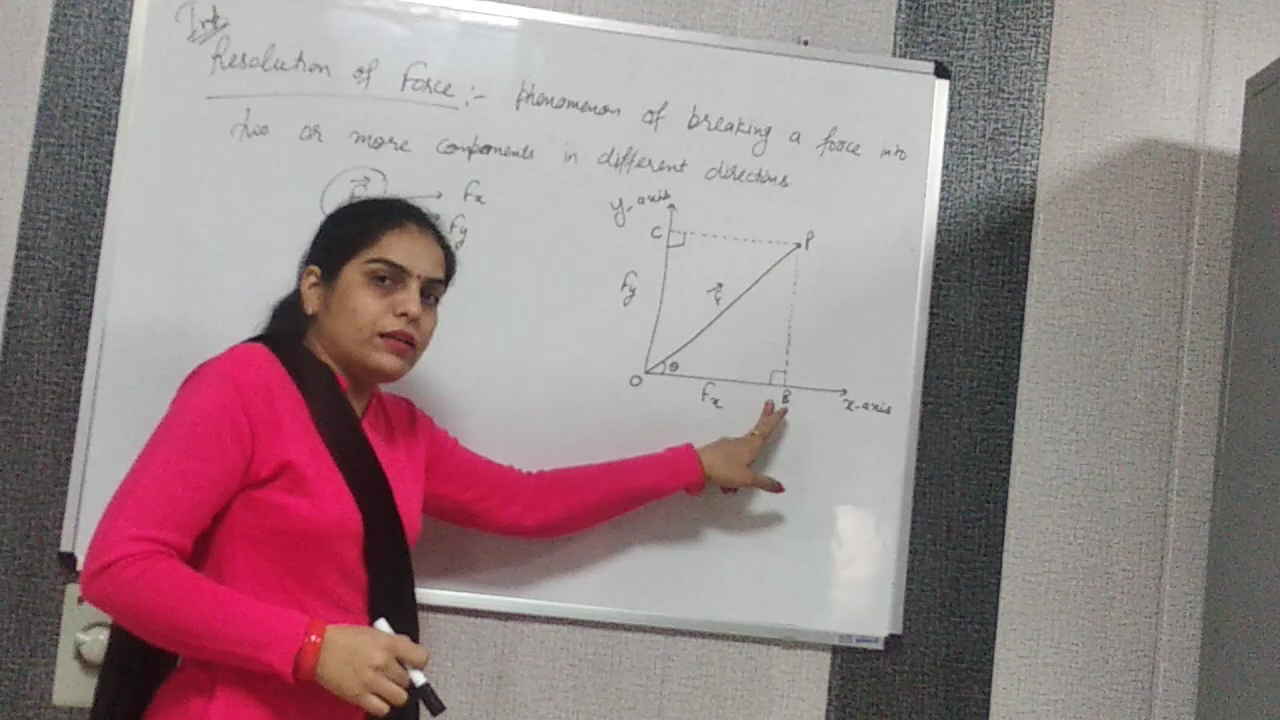 Imp
Resolution of Force :- Phenomenon of breaking a force into
two or more components in different directions
F
Fx
Fy
y-axis
C
P
Fy
F
θ
O
Fx
B
x-axis